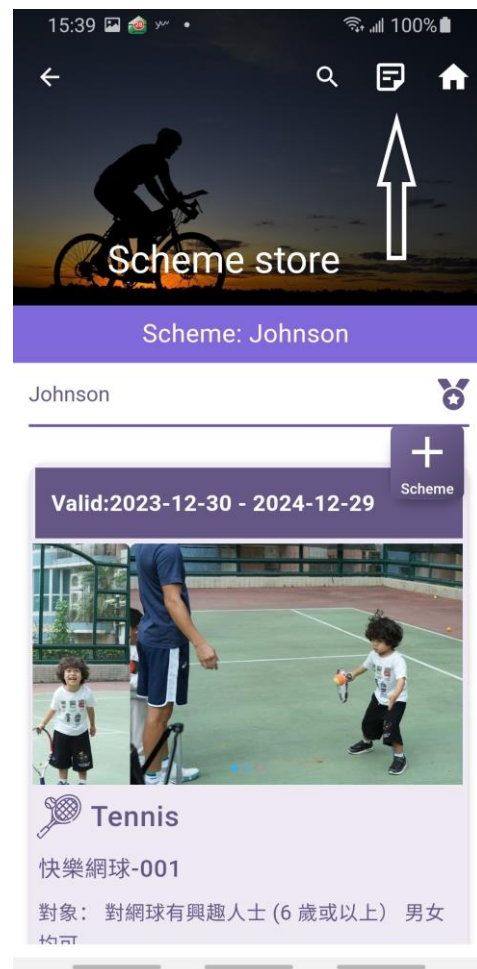 15:39
100%
Scheme store
Scheme: Johnson
Johnson
Scheme
Valid:2023-12-30 - 2024-12-29
Tennis
快樂網球-001
對象： 對網球有興趣人士 (6 歲或以上） 男女
均可